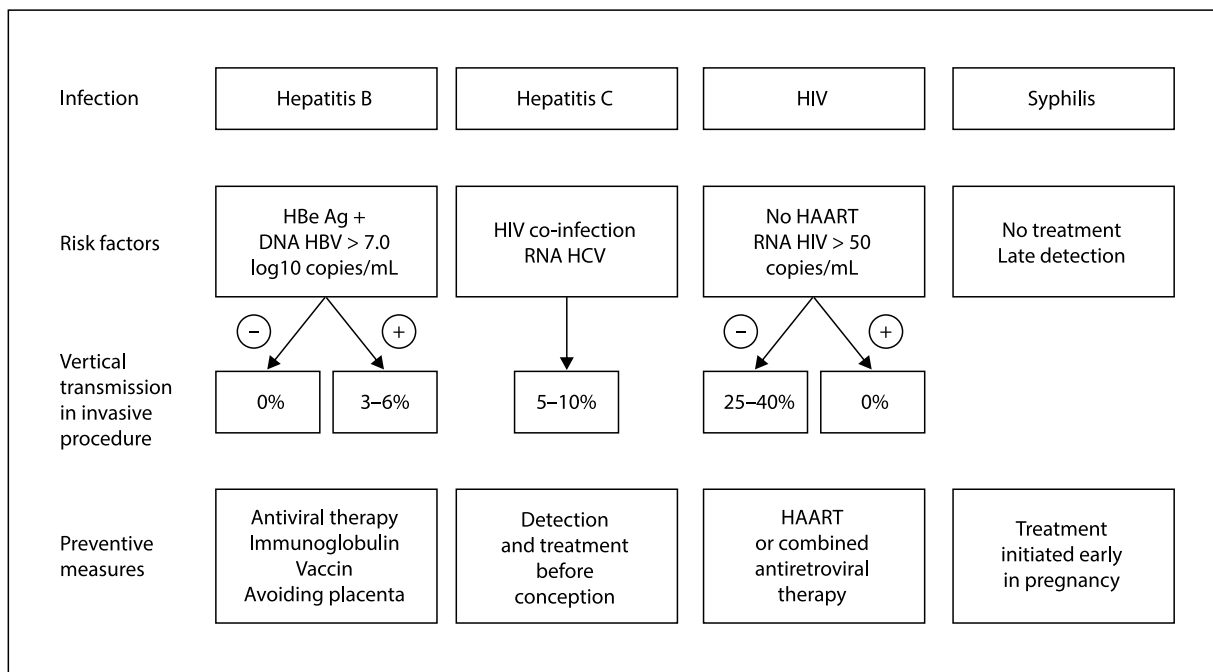 Infection
Hepatitis B
Hepatitis C
HIV
Syphilis
Risk factors
HBe Ag +
DNA HBV > 7.0
log10 copies/mL
HIV co-infection
RNA HCV
No HAART
RNA HIV > 50
copies/mL
No treatment
Late detection
−
+
−
+
Vertical
transmission
in invasive
procedure
0%
3–6%
5–10%
25–40%
0%
Preventive
measures
Antiviral therapy
Immunoglobulin
Vaccin
Avoiding placenta
Detection
and treatment
before
conception
HAART
or combined
antiretroviral
therapy
Treatment
initiated early
in pregnancy